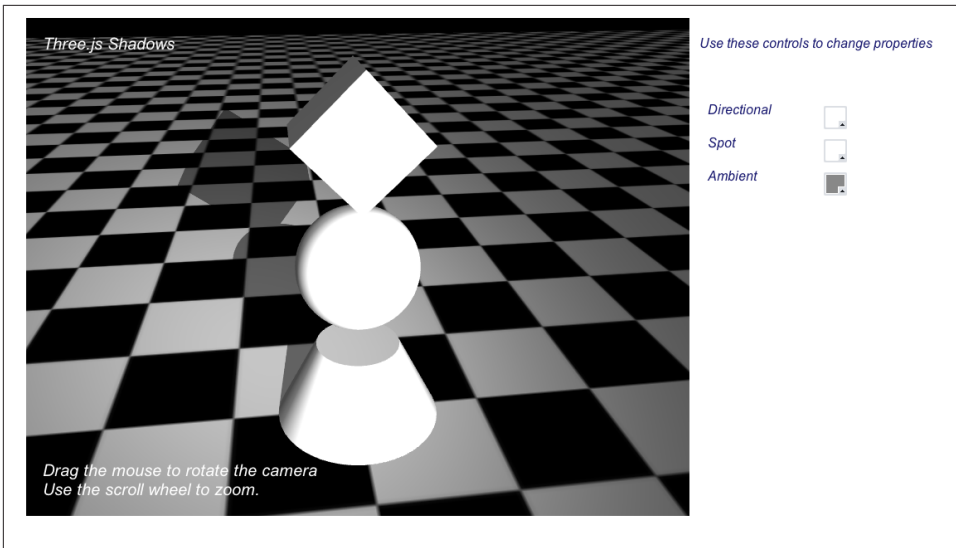 Three.js Shadows
Use these controls to change properties
Directional
Spot
Ambient
Drag the mouse to rotate the camera
Use the scroll wheel to zoom.